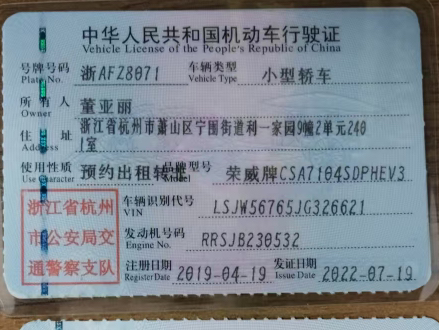 中华人民共和国机动车行驶证
Vehicle License of the People's Republic of China
号牌号码 浙AFZ8071 车辆类型 小型轿车
Plate No. Vehicle Type
所有人 董亚丽
Owner
住址 浙江省杭州市萧山区宁围街道利一家园9幢2单元240
Address 1室
使用性质 预约出租转非 品牌型号 荣威牌CSA7104SDPHEV3
Use Character Model
浙江省杭州
市公安局交
通警察支队
车辆识别代号 LSJW56765JG326621
VIN
发动机号码 RRSJB230532
Engine No.
注册日期 2019-04-19 发证日期 2022-07-19
Register Date Issue Date